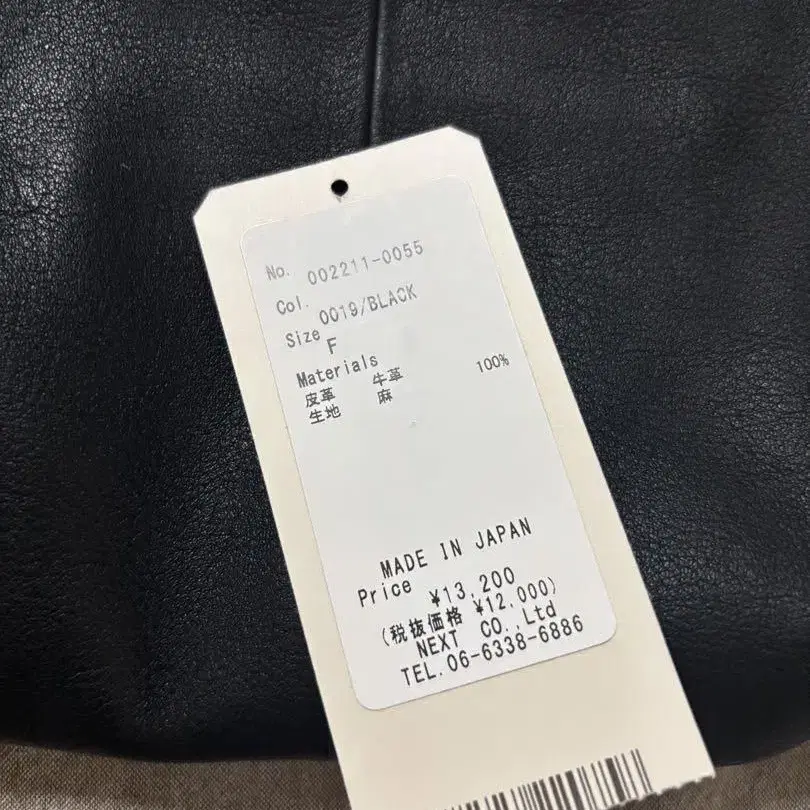 No. 002211-0055
Col. 0019/BLACK
Size F
Materials
皮革 牛革
生地 麻 100%
MADE IN JAPAN
Price ¥13,200
(税抜価格 ¥12,000)
NEXT CO.,Ltd
TEL.06-6338-6886